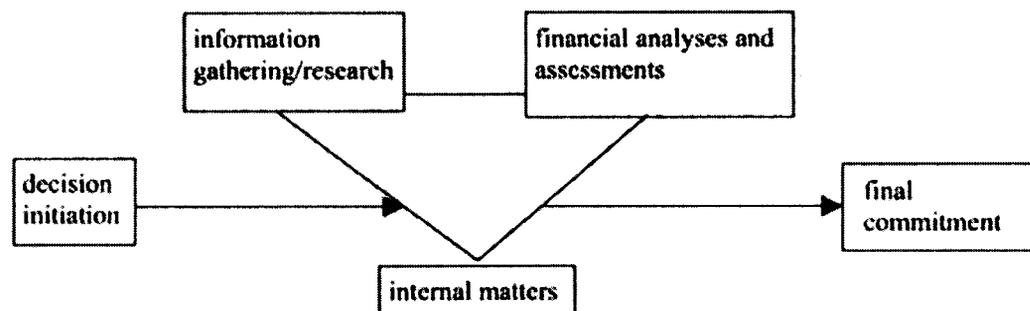 information
gathering/research
financial analyses and
assessments
decision
initiation
final
commitment
internal matters